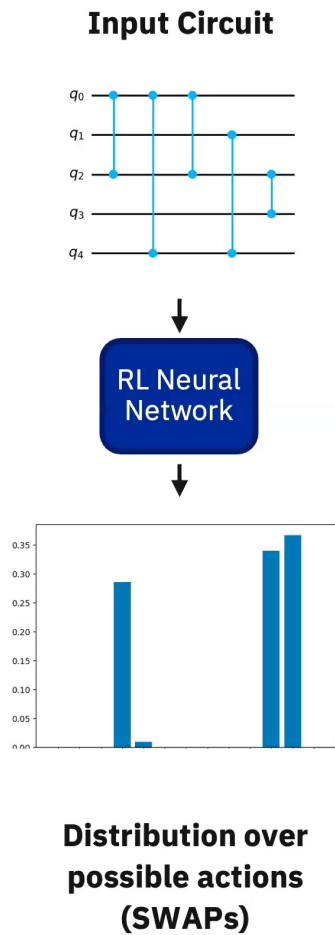 Input Circuit
q0
q1
q2
q3
q4
RL Neural
Network
0.35
0.30
0.25
0.20
0.15
0.10
0.05
0.00
Distribution over
possible actions
(SWAPs)